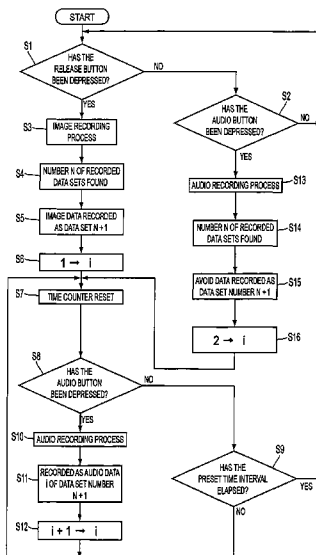 START
S1
HAS THE
RELEASE BUTTON
BEEN DEPRESSED?
NO
YES
S2
HAS THE
AUDIO BUTTON
BEEN DEPRESSED?
NO
YES
S3
IMAGE RECORDING
PROCESS
S4
NUMBER N OF RECORDED
DATA SETS FOUND
S5
IMAGE DATA RECORDED
AS DATA SET N + 1
S6
1 → i
S13
AUDIO RECORDING PROCESS
S14
NUMBER N OF RECORDED
DATA SETS FOUND
S15
AVOID DATA RECORDED AS
DATA SET NUMBER N + 1
S16
2 → i
S7
TIME COUNTER RESET
S8
HAS THE
AUDIO BUTTON
BEEN DEPRESSED?
NO
YES
S10
AUDIO RECORDING PROCESS
S11
RECORDED AS AUDIO DATA
i OF DATA SET NUMBER
N + 1
S12
i + 1 → i
S9
HAS THE
PRESET TIME INTERVAL
ELAPSED?
YES
NO